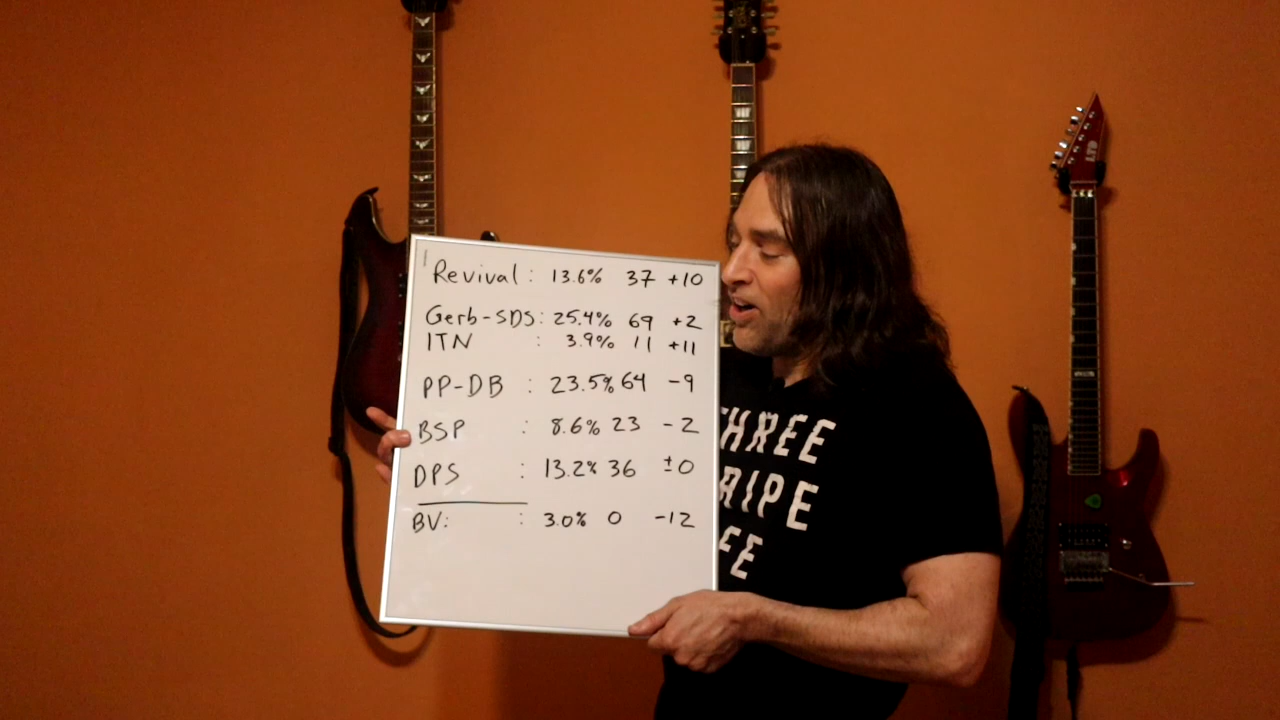 Revival: 13.6% 37 +10
Gerb-SDS: 25.4% 69 +2
ITN : 3.9% 11 +11
PP-DB : 23.5% 64 -9
BSP : 8.6% 23 -2
DPS : 13.2% 36 ±0
BV: : 3.0% 0 -12
THREE
RIPE
FE
LTD